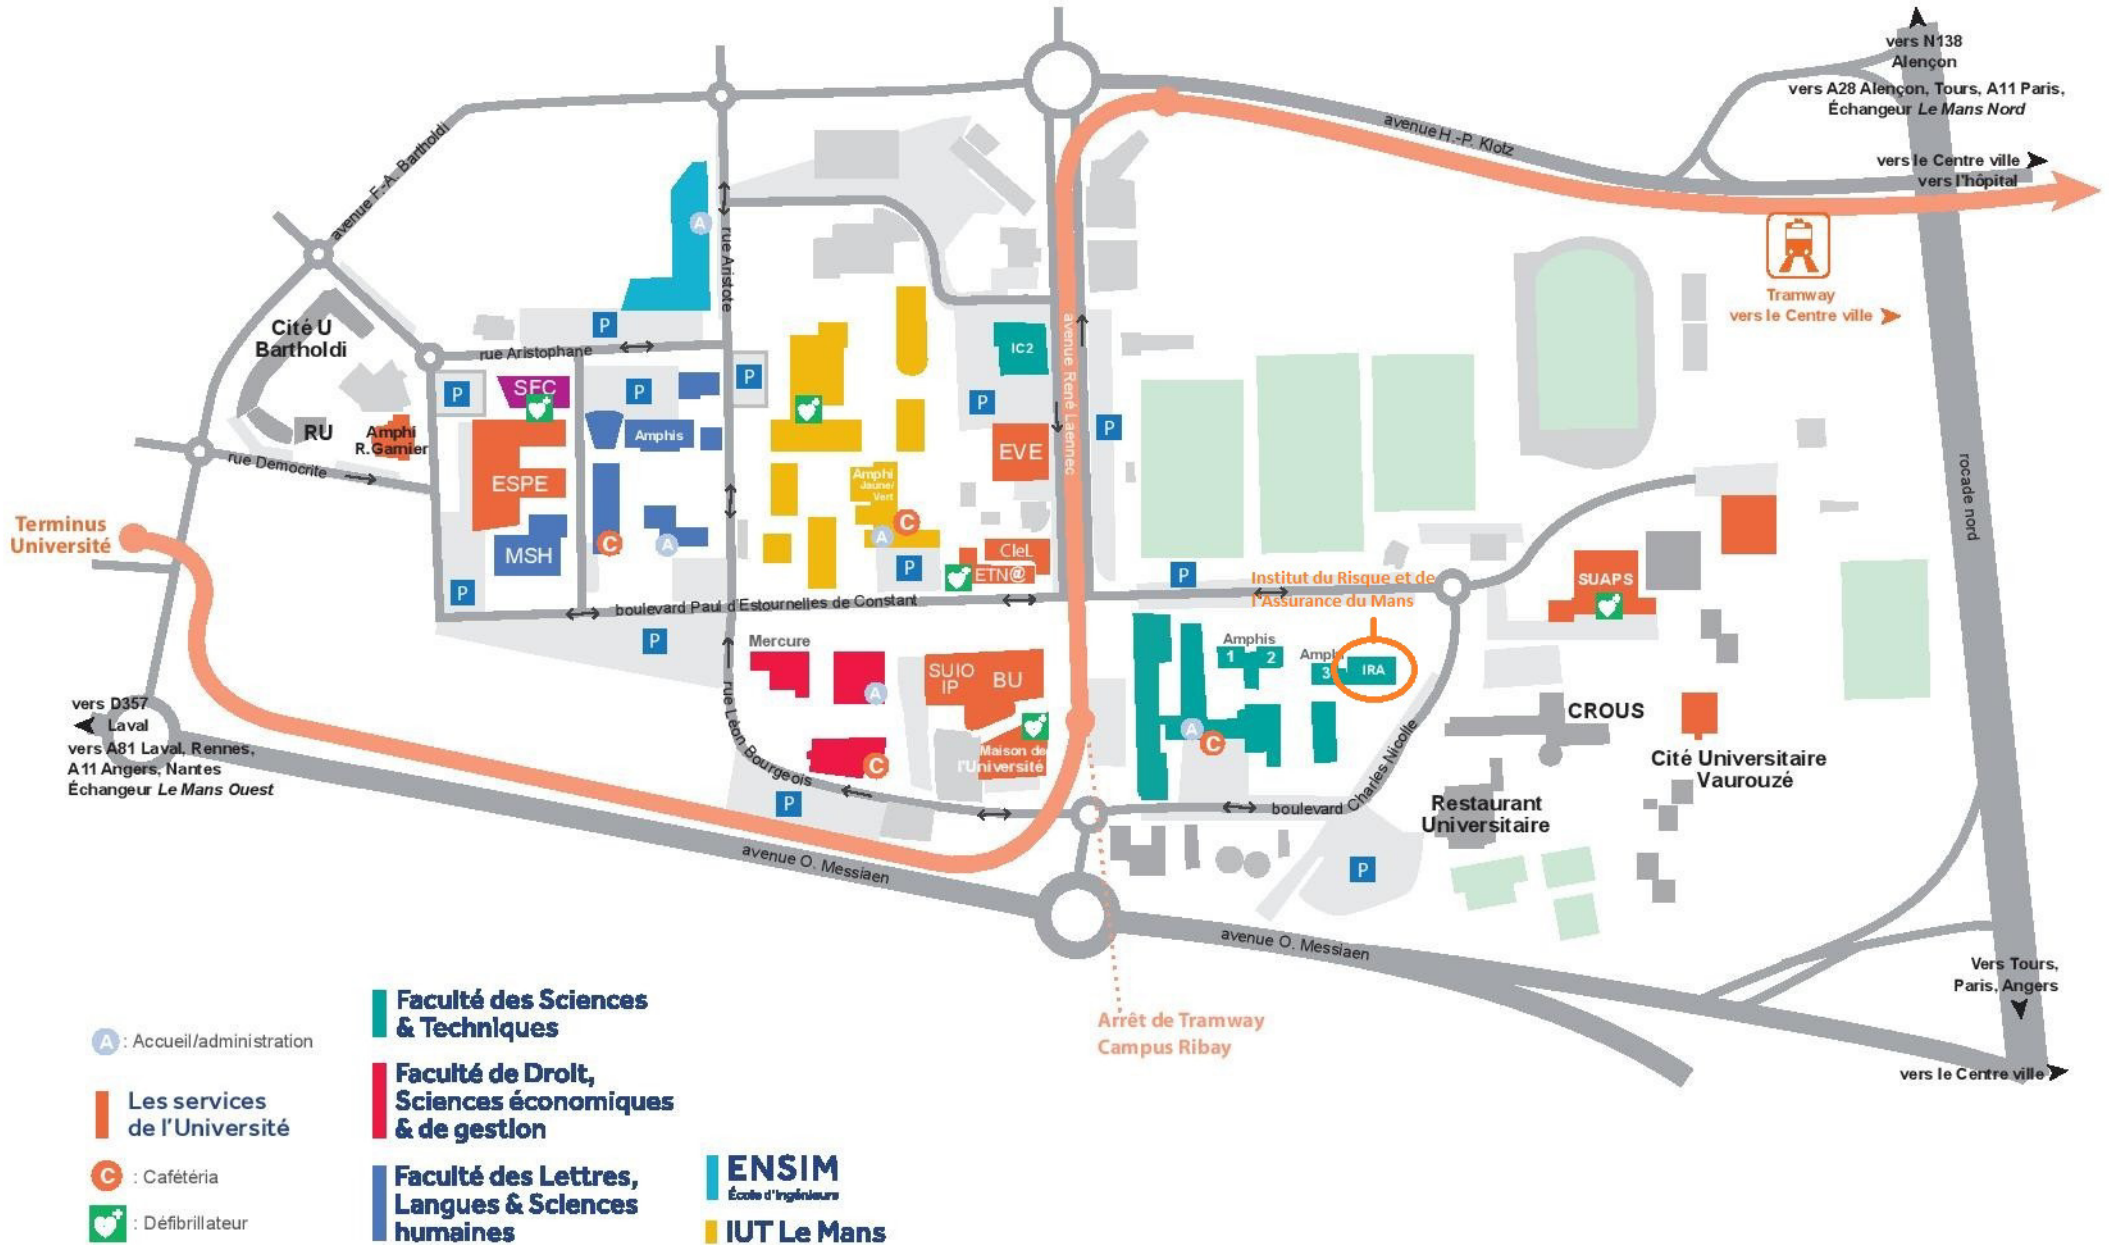 vers N138
Alençon
vers A28 Alençon, Tours, A11 Paris,
Échangeur Le Mans Nord
avenue H.-P. Klotz
vers le Centre ville
vers l'hôpital
avenue F.-A. Bartholdi
A
rue Aristote
Tramway
vers le Centre ville
Cité U
Bartholdi
P
rue Aristophane
IC2
avenue René Laennec
SFC
P
P
P
P
P
RU
Amphi
R.Garnier
Amphis
EVE
rue Démocrite
ESPE
Amphi
Jaune/
Vert
rocade nord
Terminus
Université
C
A
MSH
C
A
P
CIeL
ETN@
P
P
Institut du Risque et de
l'Assurance du Mans
SUAPS
boulevard Paul d'Estournelles de Constant
P
Mercure
Amphis
1 2
Amphi
3
IRA
SUIO
IP
BU
A
rue Léon Bourgeois
vers D357
Laval
vers A81 Laval, Rennes,
A11 Angers, Nantes
Échangeur Le Mans Ouest
CROUS
A
C
Maison de
l'Université
C
Cité Universitaire
Vaurouzé
P
boulevard Charles Nicolle
Restaurant
Universitaire
avenue O. Messiaen
P
avenue O. Messiaen
Vers Tours,
Paris, Angers
Arrêt de Tramway
Campus Ribay
vers le Centre ville
A : Accueil/administration
Les services
de l'Université
C : Cafétéria
: Défibrillateur
Faculté des Sciences
& Techniques
Faculté de Droit,
Sciences économiques
& de gestion
Faculté des Lettres,
Langues & Sciences
humaines
ENSIM
École d'ingénieurs
IUT Le Mans